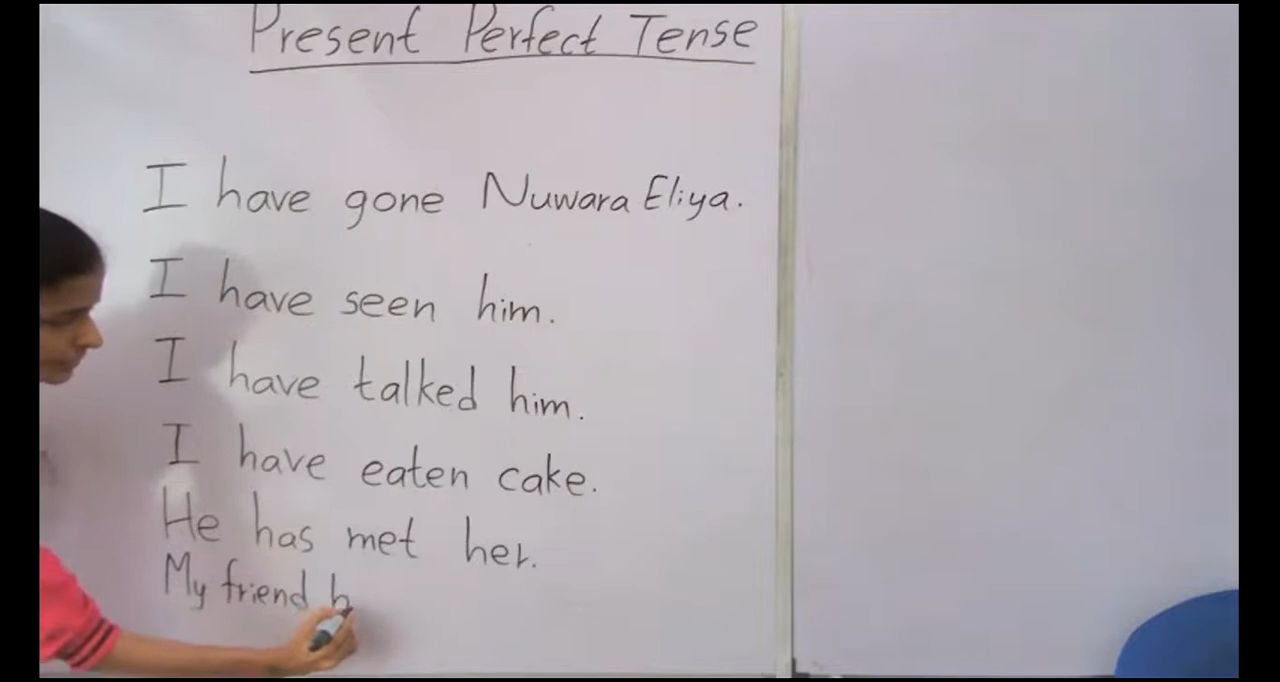 Present Perfect Tense
I have gone Nuwara Eliya.
I have seen him.
I have talked him.
I have eaten cake.
He has met her.
My friend h